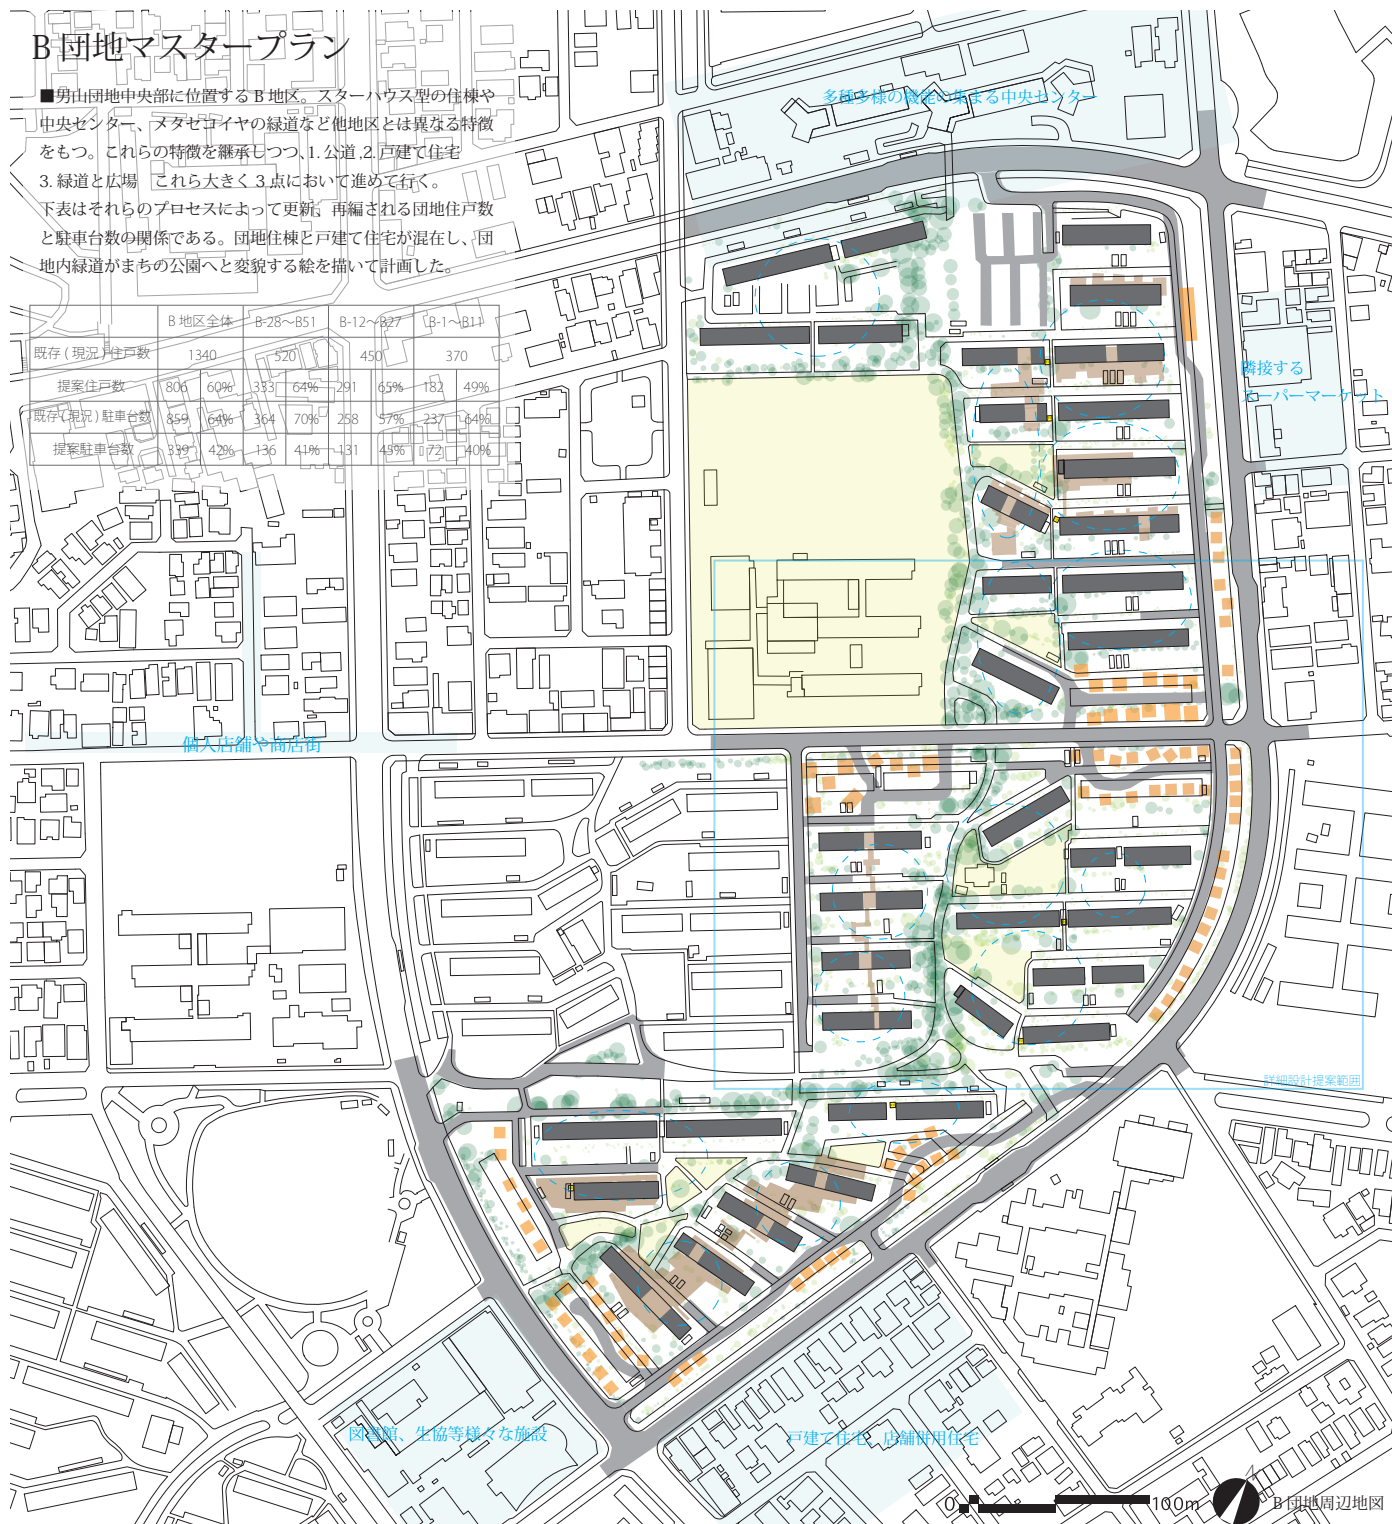 B 団地マスタープラン
■男山団地中央部に位置する B 地区。スターハウス型の住棟や
中央センター、メタセコイヤの緑道など他地区とは異なる特徴
をもつ。これらの特徴を継承しつつ、1. 公道 ,2. 戸建て住宅
3. 緑道と広場　これら大きく 3 点において進めて行く。
下表はそれらのプロセスによって更新、再編される団地住戸数
と駐車台数の関係である。団地住棟と戸建て住宅が混在し、団
地内緑道がまちの公園へと変貌する絵を描いて計画した。
B 地区全体 B-28〜B51 B-12〜B27 B-1〜B11
既存 ( 現況 ) 住戸数 1340 520 450 370
提案住戸数 806 60% 333 64% 291 65% 182 49%
既存 ( 現況 ) 駐車台数 859 64% 364 70% 258 57% 237 64%
提案駐車台数 339 42% 136 41% 131 45% 72 40%
多種多様の機能の集まる中央センター
隣接する
スーパーマーケット
個人店舗や商店街
詳細設計提案範囲
図書館、生協等様々な施設
戸建て住宅、店舗併用住宅
0 100m
B 団地周辺地図